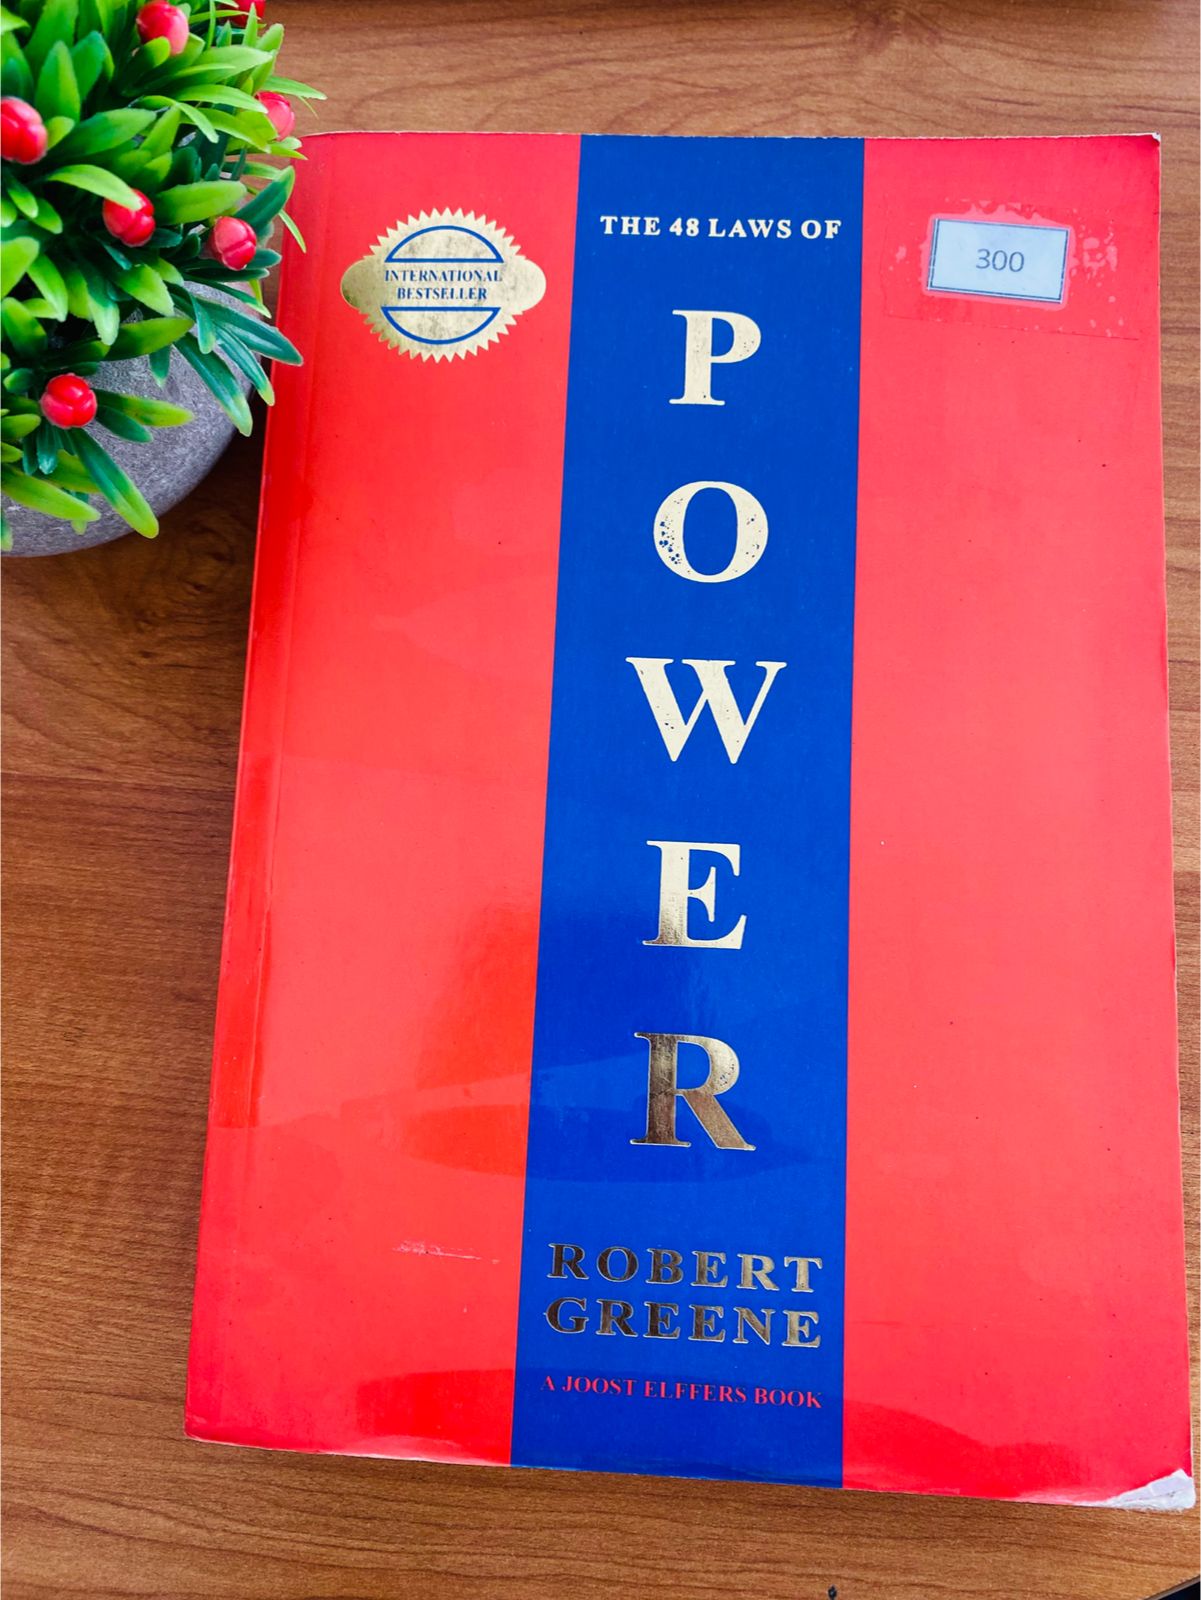 INTERNATIONAL
BESTSELLER
THE 48 LAWS OF
300
P
O
W
E
R
ROBERT
GREENE
A JOOST ELFFERS BOOK